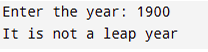 Enter the year: 1900
It is not a leap year